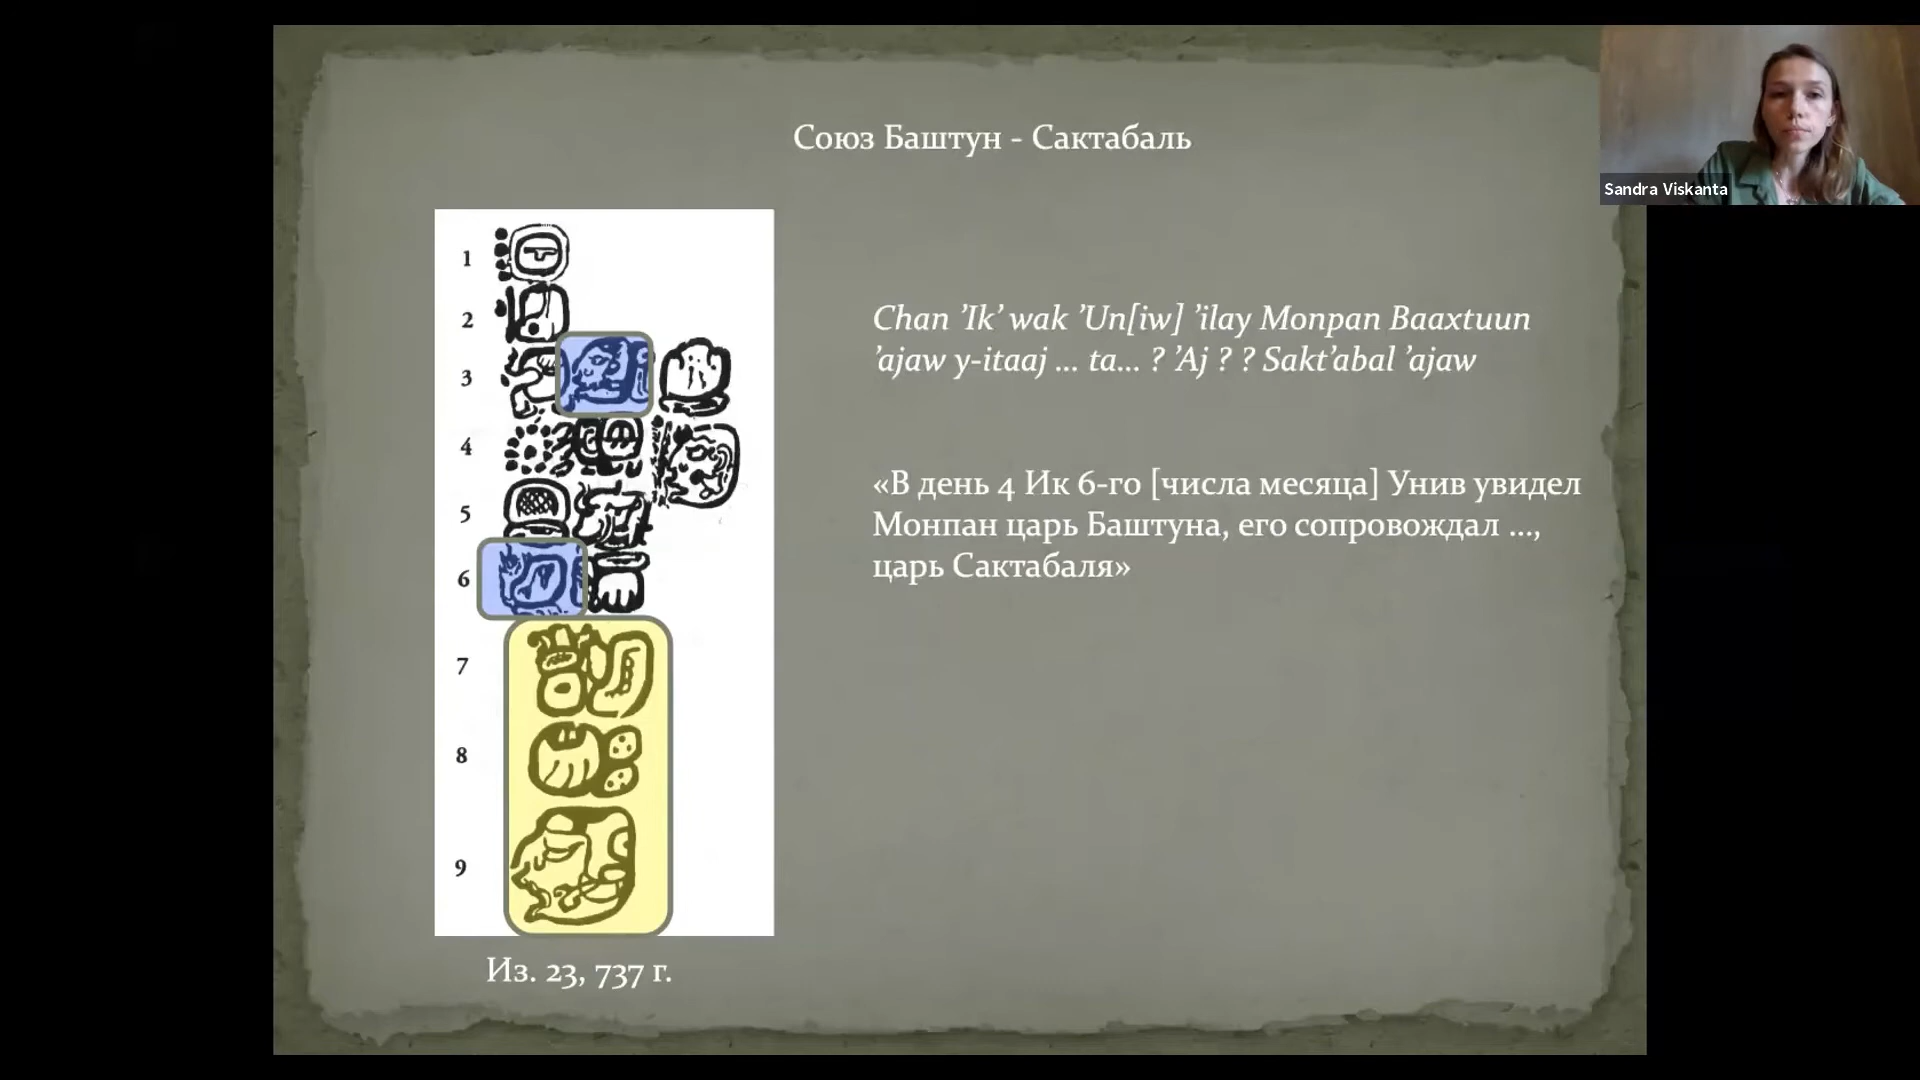 Союз Баштун - Сактабаль
Sandra Viskanta
1
2
3
4
5
6
7
8
9
Chan ’Ik’ wak ’Un[iw] ’ilay Monpan Baaxtuun
’ajaw y-itaaj ... ta... ? ’Aj ? ? Sakt’abal ’ajaw
«В день 4 Ик 6-го [числа месяца] Унив увидел
Монпан царь Баштуна, его сопровождал ...,
царь Сактабаля»
Из. 23, 737 г.